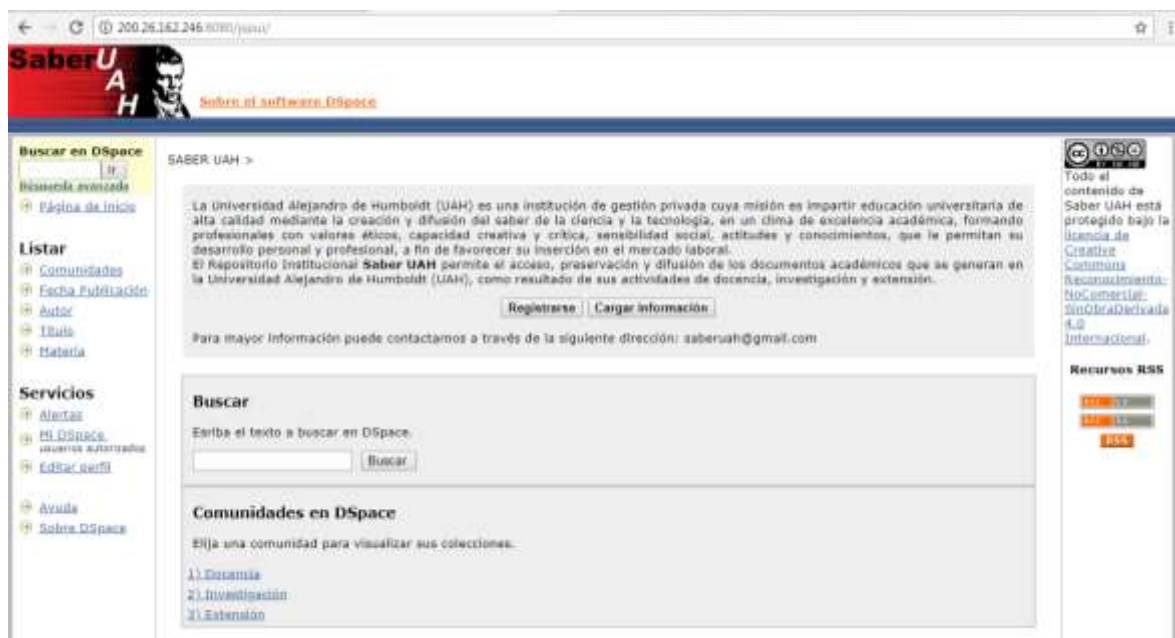 200.26.162.246:8080/jspui/
SaberUAH
Sobre el software DSpace
Buscar en DSpace
Ir
Búsqueda avanzada
Página de inicio
Listar
Comunidades
Fecha Publicación
Autor
Título
Materia
Servicios
Alertas
Mi DSpace
usuarios autorizados
Editar perfil
Ayuda
Sobre DSpace
SABER UAH >
La Universidad Alejandro de Humboldt (UAH) es una institución de gestión privada cuya misión es impartir educación universitaria de
alta calidad mediante la creación y difusión del saber de la ciencia y la tecnología, en un clima de excelencia académica, formando
profesionales con valores éticos, capacidad creativa y crítica, sensibilidad social, actitudes y conocimientos, que le permitan su
desarrollo personal y profesional, a fin de favorecer su inserción en el mercado laboral.
El Repositorio Institucional Saber UAH permite el acceso, preservación y difusión de los documentos académicos que se generan en
la Universidad Alejandro de Humboldt (UAH), como resultado de sus actividades de docencia, investigación y extensión.
Registrarse Cargar información
Para mayor información puede contactarnos a través de la siguiente dirección: saberuah@gmail.com
Buscar
Esriba el texto a buscar en DSpace.
Buscar
Comunidades en DSpace
Elija una comunidad para visualizar sus colecciones.
1) Docencia
2) Investigación
3) Extensión
Todo el
contenido de
Saber UAH está
protegido bajo la
licencia de
Creative
Commons
Reconocimiento-
NoComercial-
SinObraDerivada
4.0
Internacional.
Recursos RSS
RSS